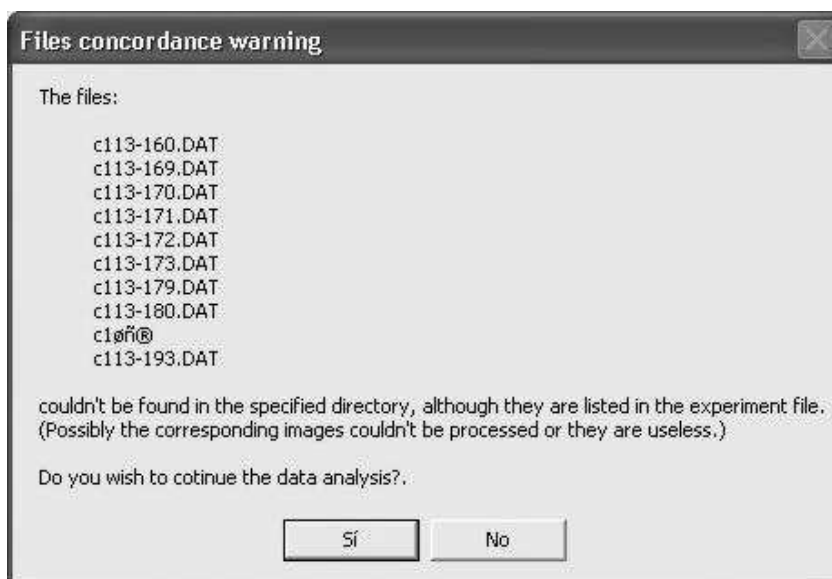 Files concordance warning
The files:
c113-160.DAT
c113-169.DAT
c113-170.DAT
c113-171.DAT
c113-172.DAT
c113-173.DAT
c113-179.DAT
c113-180.DAT
c1øñ®
c113-193.DAT
couldn't be found in the specified directory, although they are listed in the experiment file.
(Possibly the corresponding images couldn't be processed or they are useless.)
Do you wish to cotinue the data analysis?.
Sí No